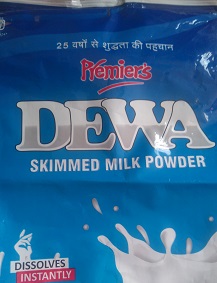 25 वर्षो से शुद्धता की पहचान
Premier's
DEWA
SKIMMED MILK POWDER
DISSOLVES
INSTANTLY